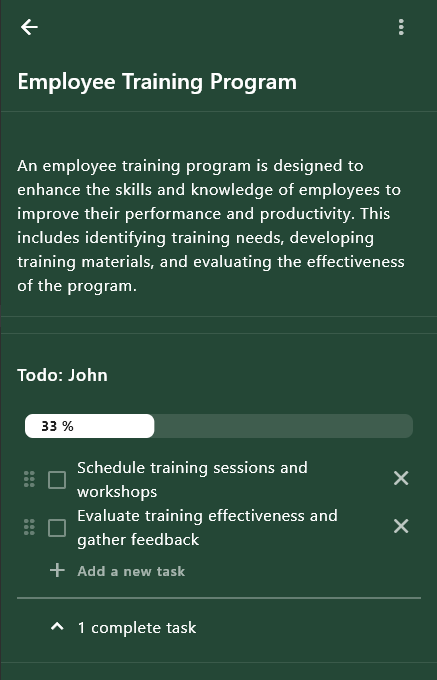 Employee Training Program
An employee training program is designed to
enhance the skills and knowledge of employees to
improve their performance and productivity. This
includes identifying training needs, developing
training materials, and evaluating the effectiveness
of the program.
Todo: John
33 %
Schedule training sessions and
workshops
Evaluate training effectiveness and
gather feedback
Add a new task
1 complete task